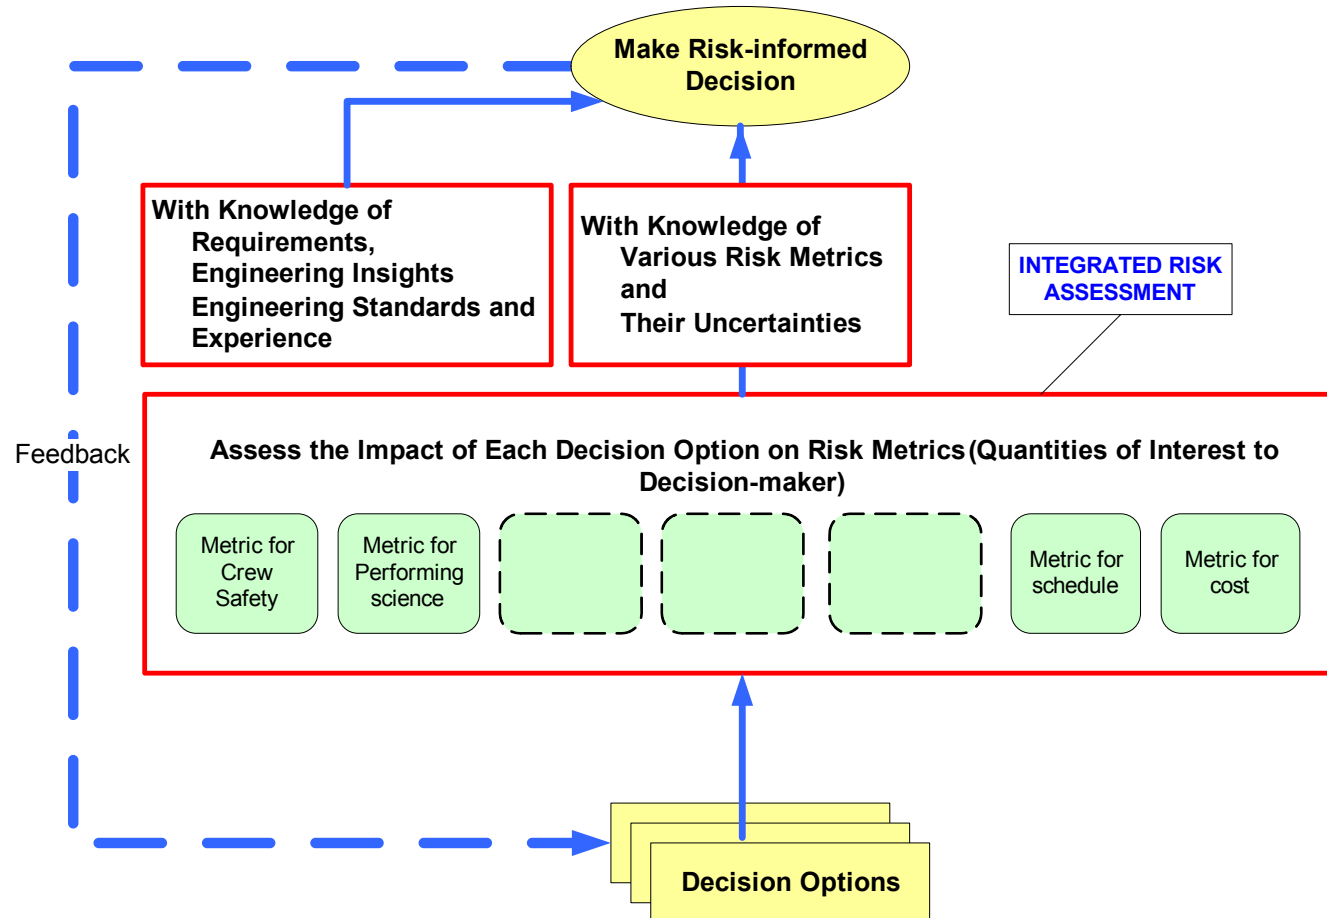 Make Risk-informed
Decision
With Knowledge of
Requirements,
Engineering Insights
Engineering Standards and
Experience
With Knowledge of
Various Risk Metrics
and
Their Uncertainties
INTEGRATED RISK
ASSESSMENT
Feedback
Assess the Impact of Each Decision Option on Risk Metrics (Quantities of Interest to
Decision-maker)
Metric for
Crew
Safety
Metric for
Performing
science
Metric for
schedule
Metric for
cost
Decision Options